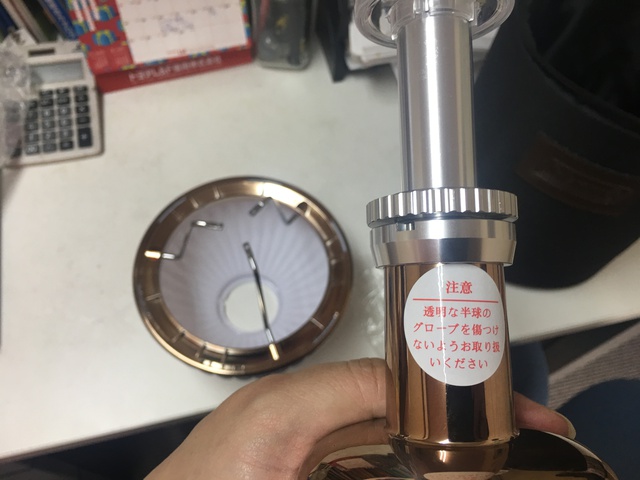 注意
透明な半球の
グローブを傷つけ
ないようお取り扱
いください